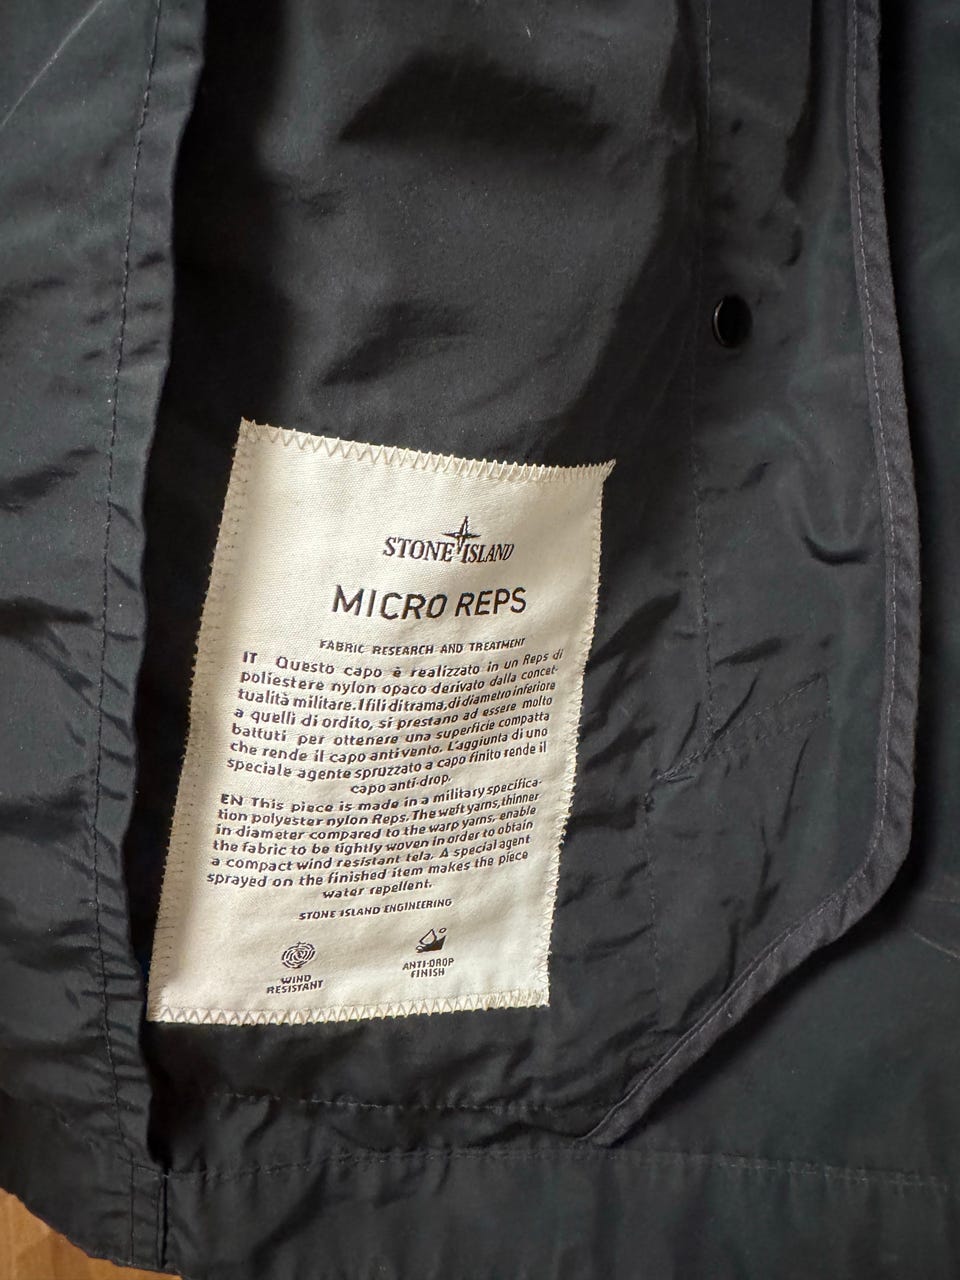 STONE ISLAND
MICRO REPS
FABRIC RESEARCH AND TREATMENT
IT Questo capo è realizzato in un Reps di
poliestere nylon opaco derivato dalla concet-
tualità militare. I fili di trama, di diametro inferiore
a quelli di ordito, si prestano ad essere molto
battuti per ottenere una superficie compatta
che rende il capo antivento. L'aggiunta di uno
speciale agente spruzzato a capo finito rende il
capo anti-drop.
EN This piece is made in a military specifica-
tion polyester nylon Reps. The weft yarns, thinner
in diameter compared to the warp yarns, enable
the fabric to be tightly woven in order to obtain
a compact wind resistant tela. A special agent
sprayed on the finished item makes the piece
water repellent.
STONE ISLAND ENGINEERING
WIND
RESISTANT
ANTI-DROP
FINISH